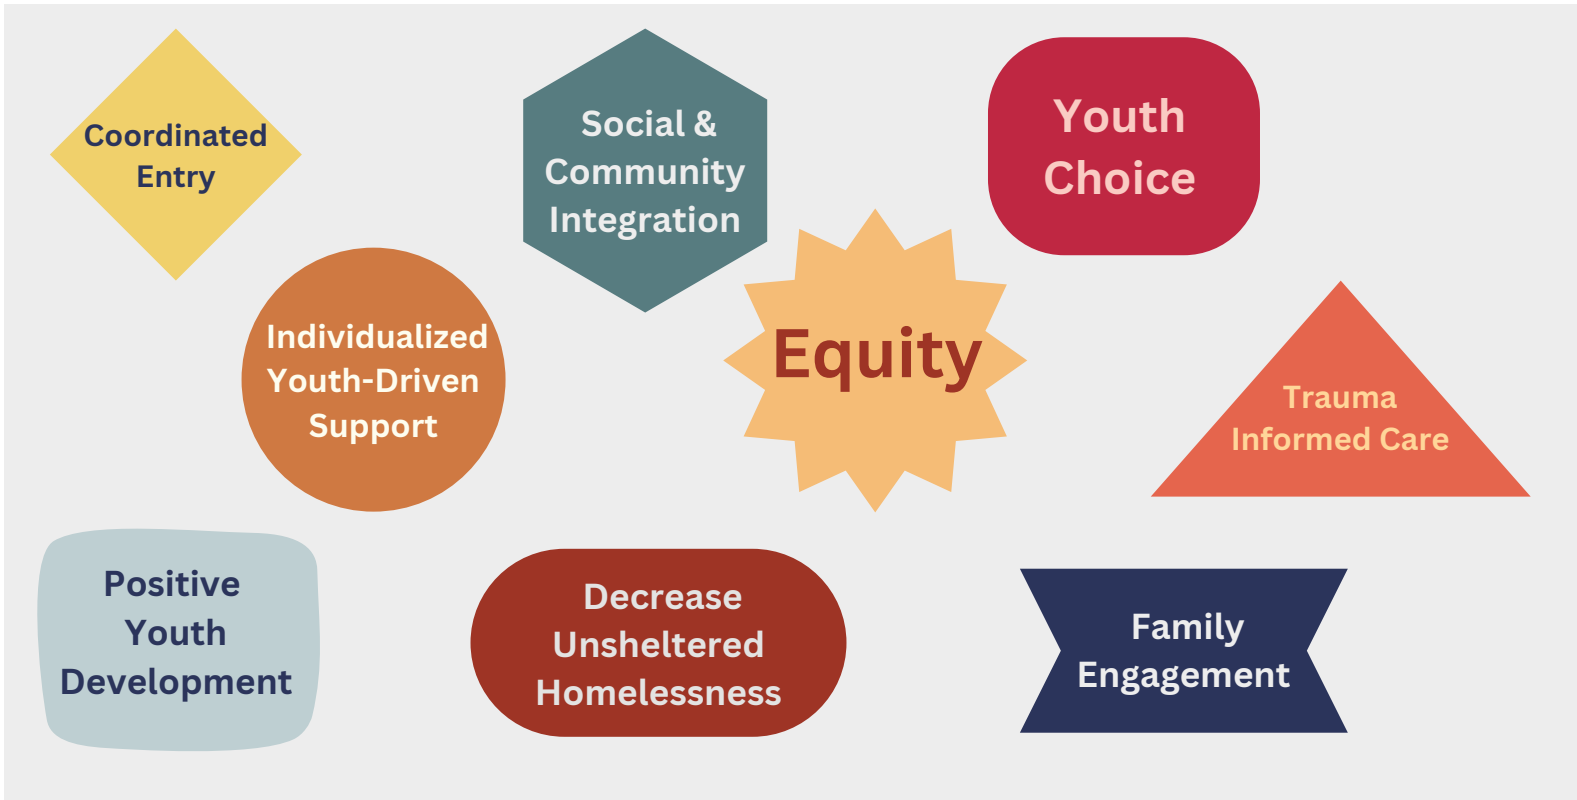 Coordinated
Entry
Social &
Community
Integration
Youth
Choice
Individualized
Youth-Driven
Support
Equity
Trauma
Informed Care
Positive
Youth
Development
Decrease
Unsheltered
Homelessness
Family
Engagement